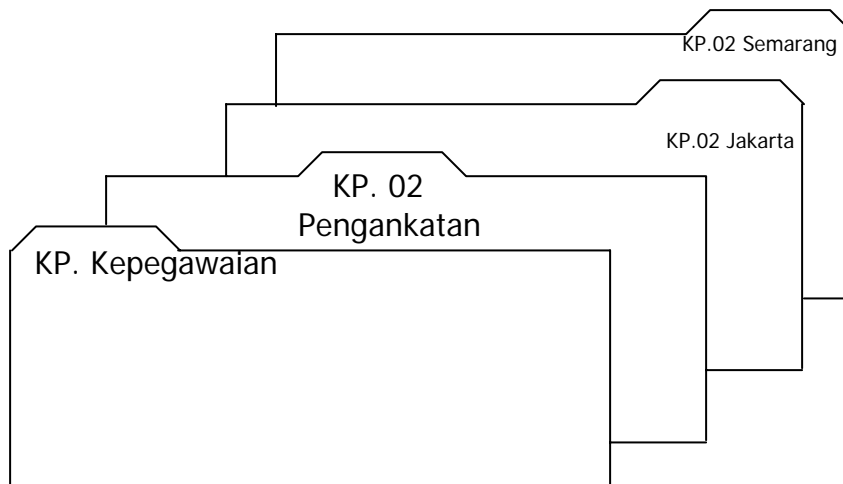 KP.02 Semarang
KP.02 Jakarta
KP. 02
Pengankatan
KP. Kepegawaian